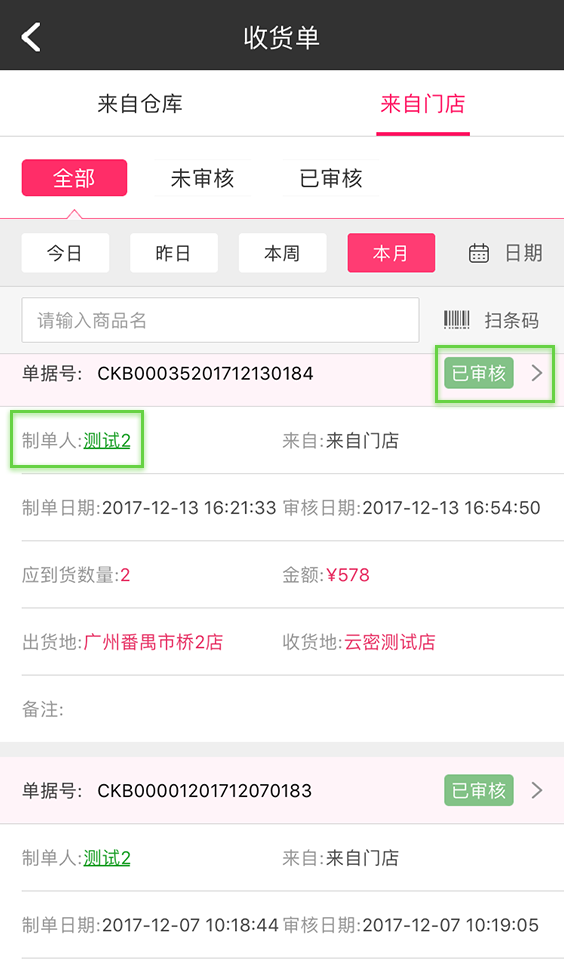 收货单
来自仓库 来自门店
全部 未审核 已审核
今日 昨日 本周 本月 日期
请输入商品名 扫条码
单据号: CKB00035201712130184 已审核
制单人:测试2 来自:来自门店
制单日期:2017-12-13 16:21:33 审核日期:2017-12-13 16:54:50
应到货数量:2 金额:¥578
出货地:广州番禺市桥2店 收货地:云密测试店
备注:
单据号: CKB00001201712070183 已审核
制单人:测试2 来自:来自门店
制单日期:2017-12-07 10:18:44 审核日期:2017-12-07 10:19:05